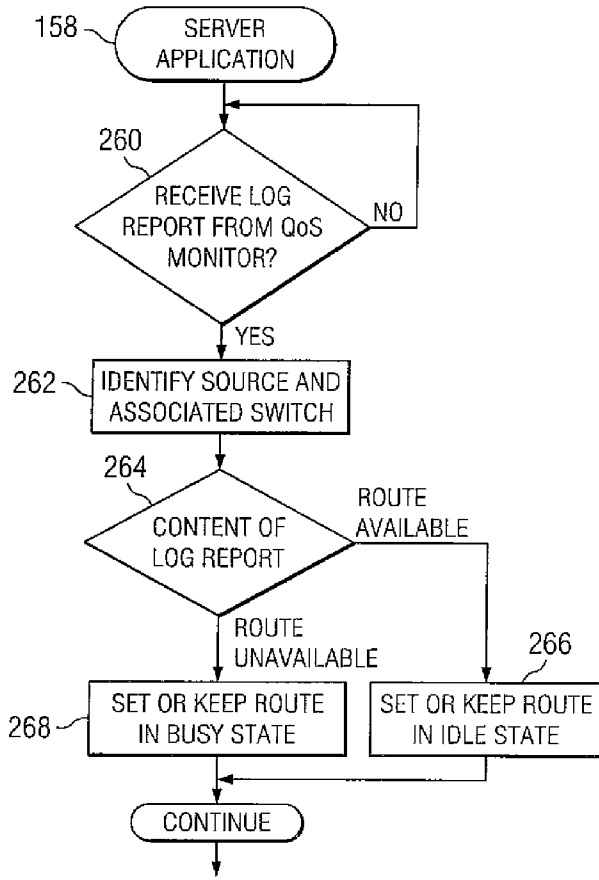 158
SERVER
APPLICATION
260
RECEIVE LOG
REPORT FROM QoS
MONITOR?
NO
YES
262
IDENTIFY SOURCE AND
ASSOCIATED SWITCH
264
CONTENT OF
LOG REPORT
ROUTE
AVAILABLE
ROUTE
UNAVAILABLE
266
268
SET OR KEEP ROUTE
IN BUSY STATE
SET OR KEEP ROUTE
IN IDLE STATE
CONTINUE